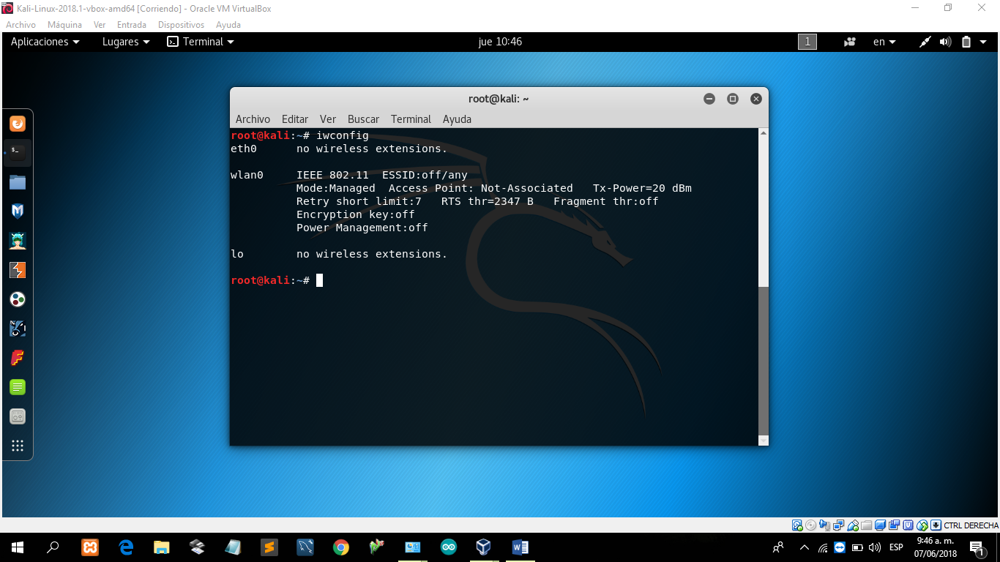 Kali-Linux-2018.1-vbox-amd64 [Corriendo] - Oracle VM VirtualBox
Archivo Máquina Ver Entrada Dispositivos Ayuda
Aplicaciones Lugares Terminal jue 10:46 1 en
root@kali: ~
Archivo Editar Ver Buscar Terminal Ayuda
root@kali:~# iwconfig
eth0 no wireless extensions.
wlan0 IEEE 802.11 ESSID:off/any
Mode:Managed Access Point: Not-Associated Tx-Power=20 dBm
Retry short limit:7 RTS thr=2347 B Fragment thr:off
Encryption key:off
Power Management:off
lo no wireless extensions.
root@kali:~#
CTRL DERECHA
ESP 9:46 a. m.
07/06/2018 1